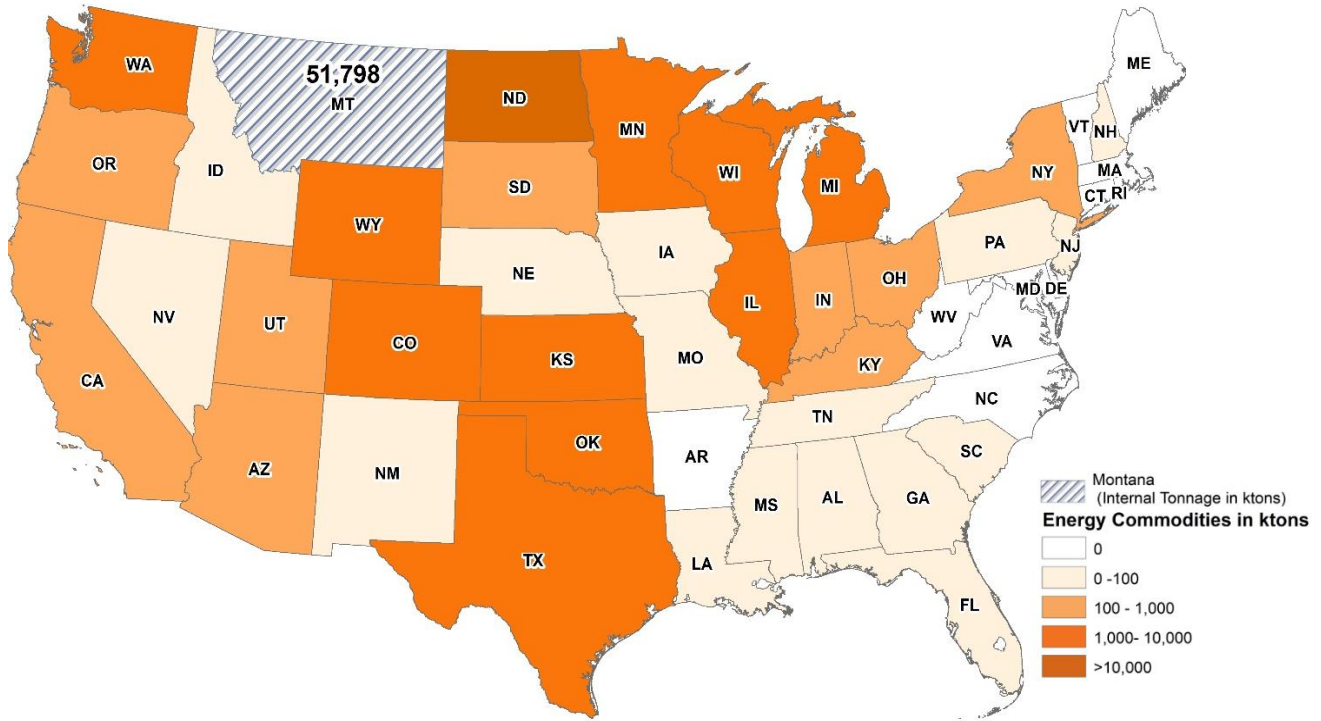 WA
51,798
MT
ND
MN
ME
VT
NH
OR
ID
SD
WI
MI
NY
MA
CT
RI
WY
IA
PA
NJ
NE
NV
UT
CO
IL
IN
OH
MD
DE
WV
VA
CA
KS
MO
KY
NC
TN
AZ
NM
OK
AR
SC
MS
AL
GA
TX
LA
FL
Montana
(Internal Tonnage in ktons)
Energy Commodities in ktons
0
0 -100
100 - 1,000
1,000- 10,000
>10,000